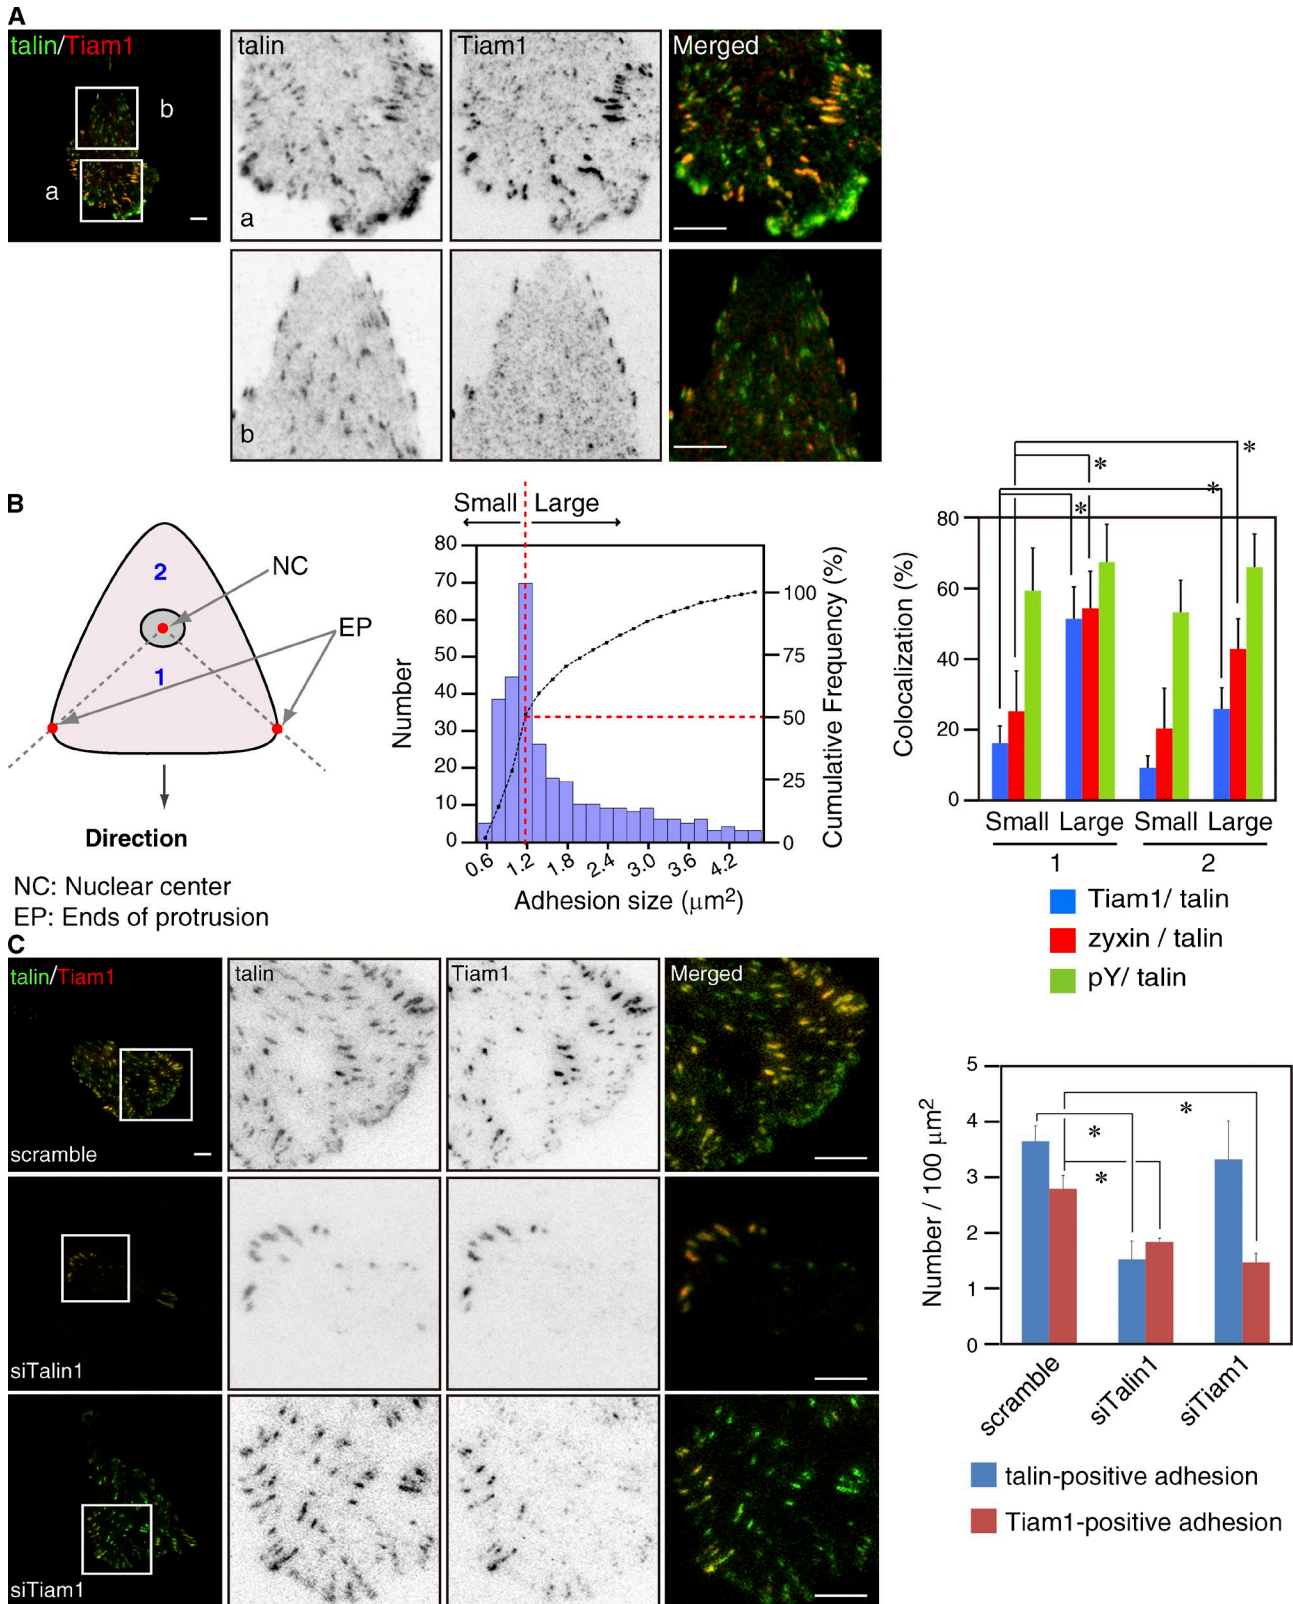 A
talin/Tiam1
b
a
talin
Tiam1
Merged
a
b
B
2
NC
EP
1
Direction
NC: Nuclear center
EP: Ends of protrusion
Small Large
80
70
60
50
40
30
20
10
0
Number
100
75
50
25
0
Cumulative Frequency (%)
0.6 1.2 1.8 2.4 3.0 3.6 4.2
Adhesion size (μm²)
*
*
*
*
80
60
40
20
0
Colocalization (%)
Small Large Small Large
1 2
Tiam1/ talin
zyxin / talin
pY/ talin
C
talin/Tiam1
talin
Tiam1
Merged
scramble
siTalin1
siTiam1
5
4
3
2
1
0
Number / 100 μm²
*
*
*
scramble siTalin1 siTiam1
talin-positive adhesion
Tiam1-positive adhesion